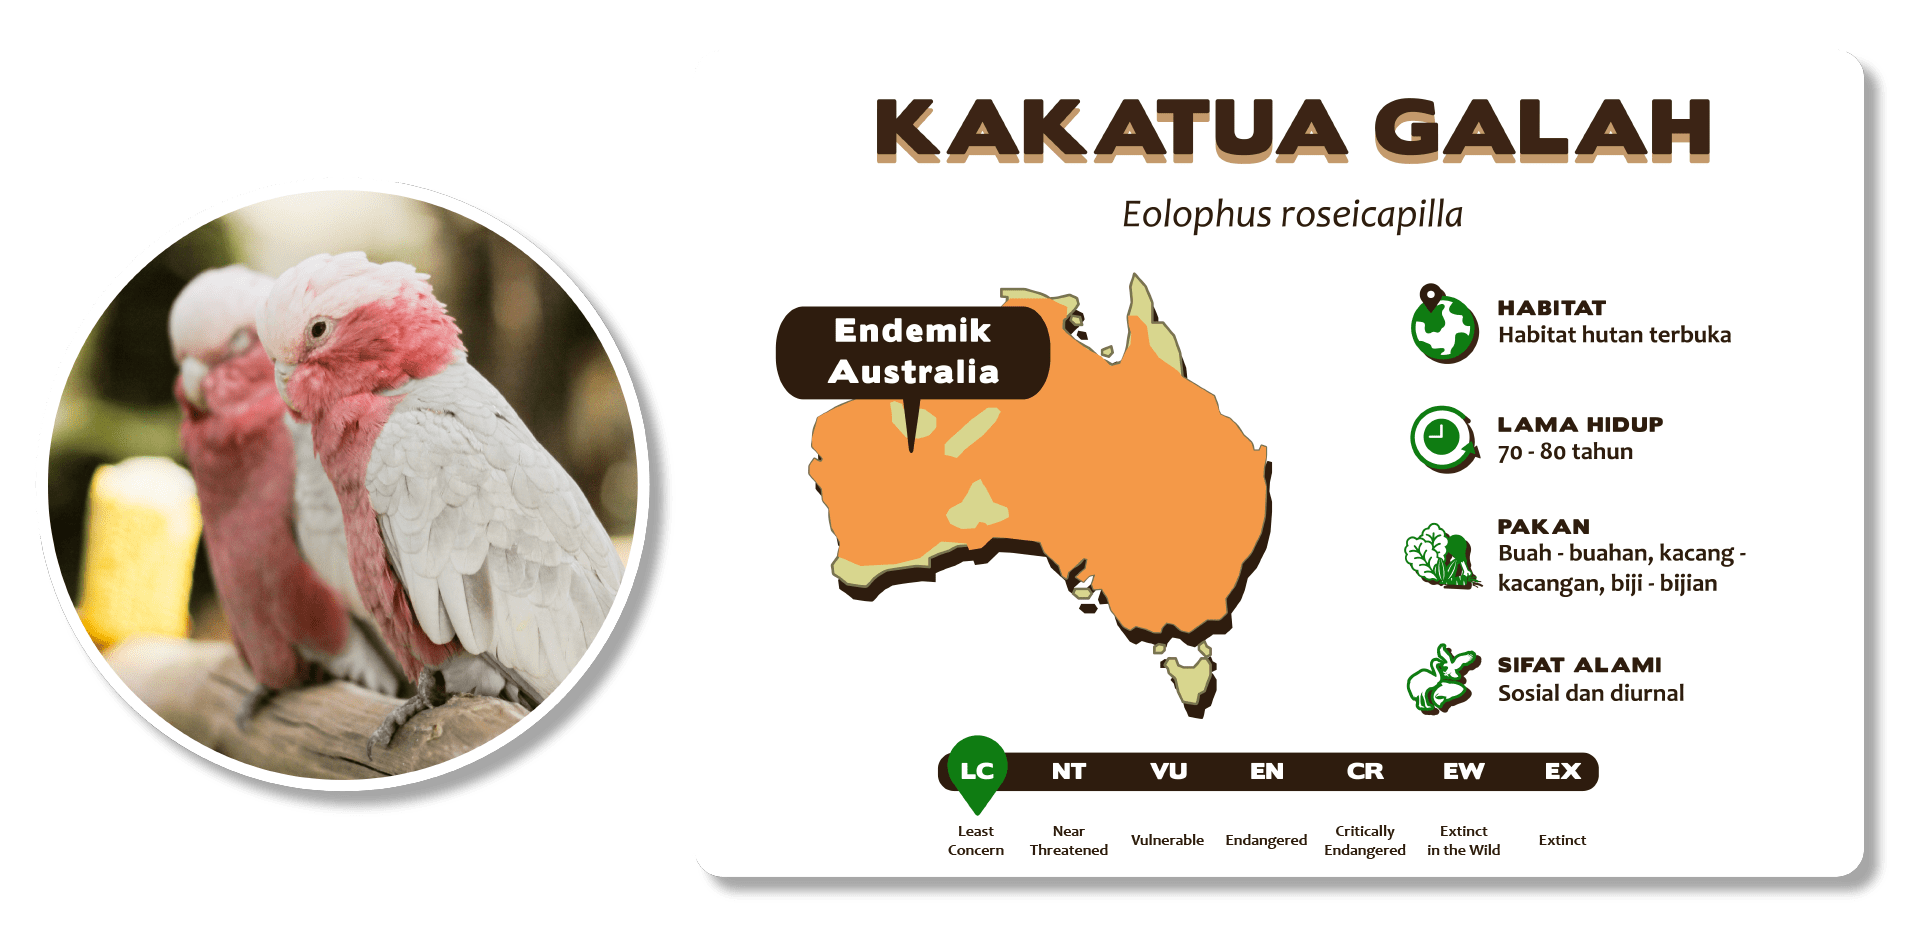 KAKATUA GALAH
Eolophus roseicapilla
Endemik
Australia
HABITAT
Habitat hutan terbuka
LAMA HIDUP
70 - 80 tahun
PAKAN
Buah - buahan, kacang -
kacangan, biji - bijian
SIFAT ALAMI
Sosial dan diurnal
LC NT VU EN CR EW EX
Least Concern
Near Threatened
Vulnerable
Endangered
Critically Endangered
Extinct in the Wild
Extinct